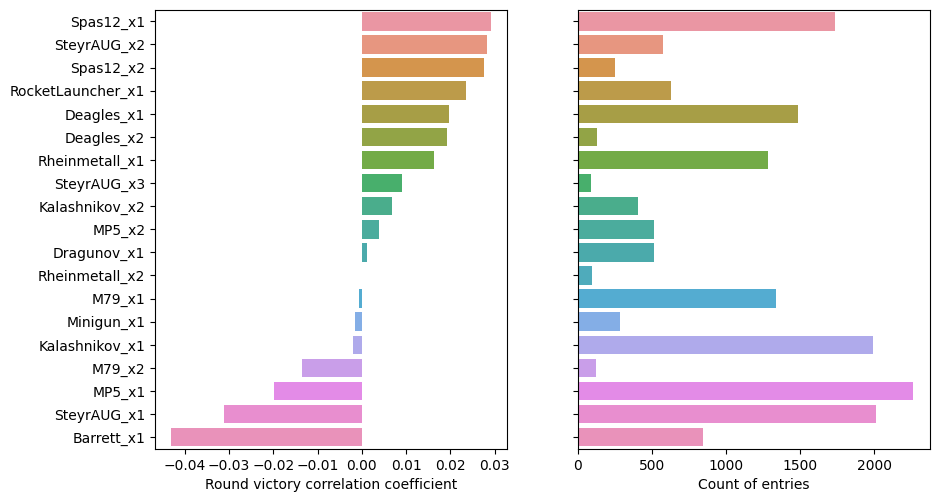 Spas12_x1
SteyrAUG_x2
Spas12_x2
RocketLauncher_x1
Deagles_x1
Deagles_x2
Rheinmetall_x1
SteyrAUG_x3
Kalashnikov_x2
MP5_x2
Dragunov_x1
Rheinmetall_x2
M79_x1
Minigun_x1
Kalashnikov_x1
M79_x2
MP5_x1
SteyrAUG_x1
Barrett_x1
−0.04 −0.03 −0.02 −0.01 0.00 0.01 0.02 0.03
Round victory correlation coefficient
0 500 1000 1500 2000
Count of entries